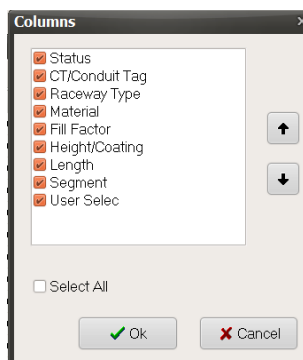 Columns
Status
CT/Conduit Tag
Raceway Type
Material
Fill Factor
Height/Coating
Length
Segment
User Selec
Select All
Ok
Cancel